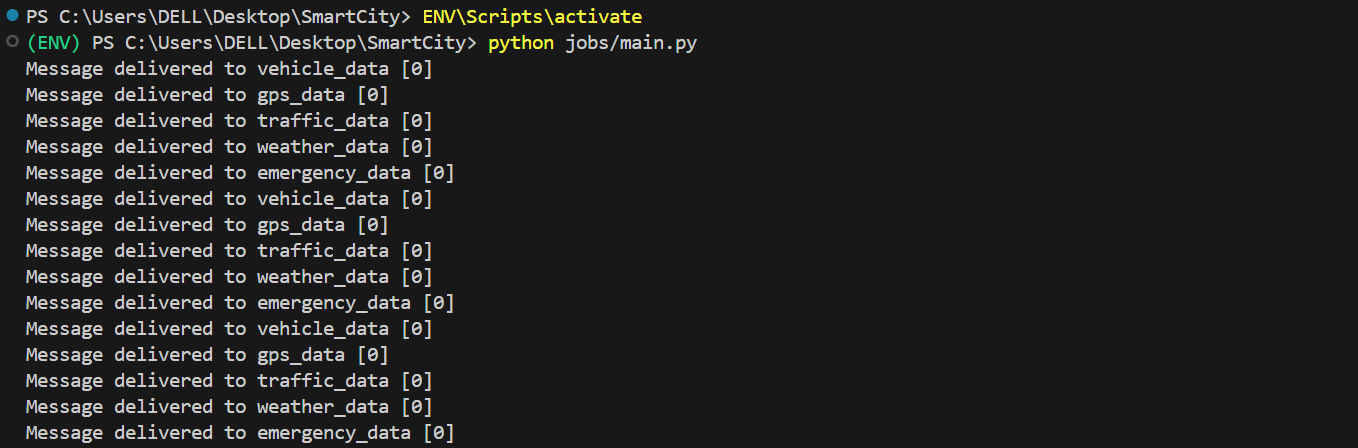 PS C:\Users\DELL\Desktop\SmartCity> ENV\Scripts\activate
(ENV) PS C:\Users\DELL\Desktop\SmartCity> python jobs/main.py
Message delivered to vehicle_data [0]
Message delivered to gps_data [0]
Message delivered to traffic_data [0]
Message delivered to weather_data [0]
Message delivered to emergency_data [0]
Message delivered to vehicle_data [0]
Message delivered to gps_data [0]
Message delivered to traffic_data [0]
Message delivered to weather_data [0]
Message delivered to emergency_data [0]
Message delivered to vehicle_data [0]
Message delivered to gps_data [0]
Message delivered to traffic_data [0]
Message delivered to weather_data [0]
Message delivered to emergency_data [0]